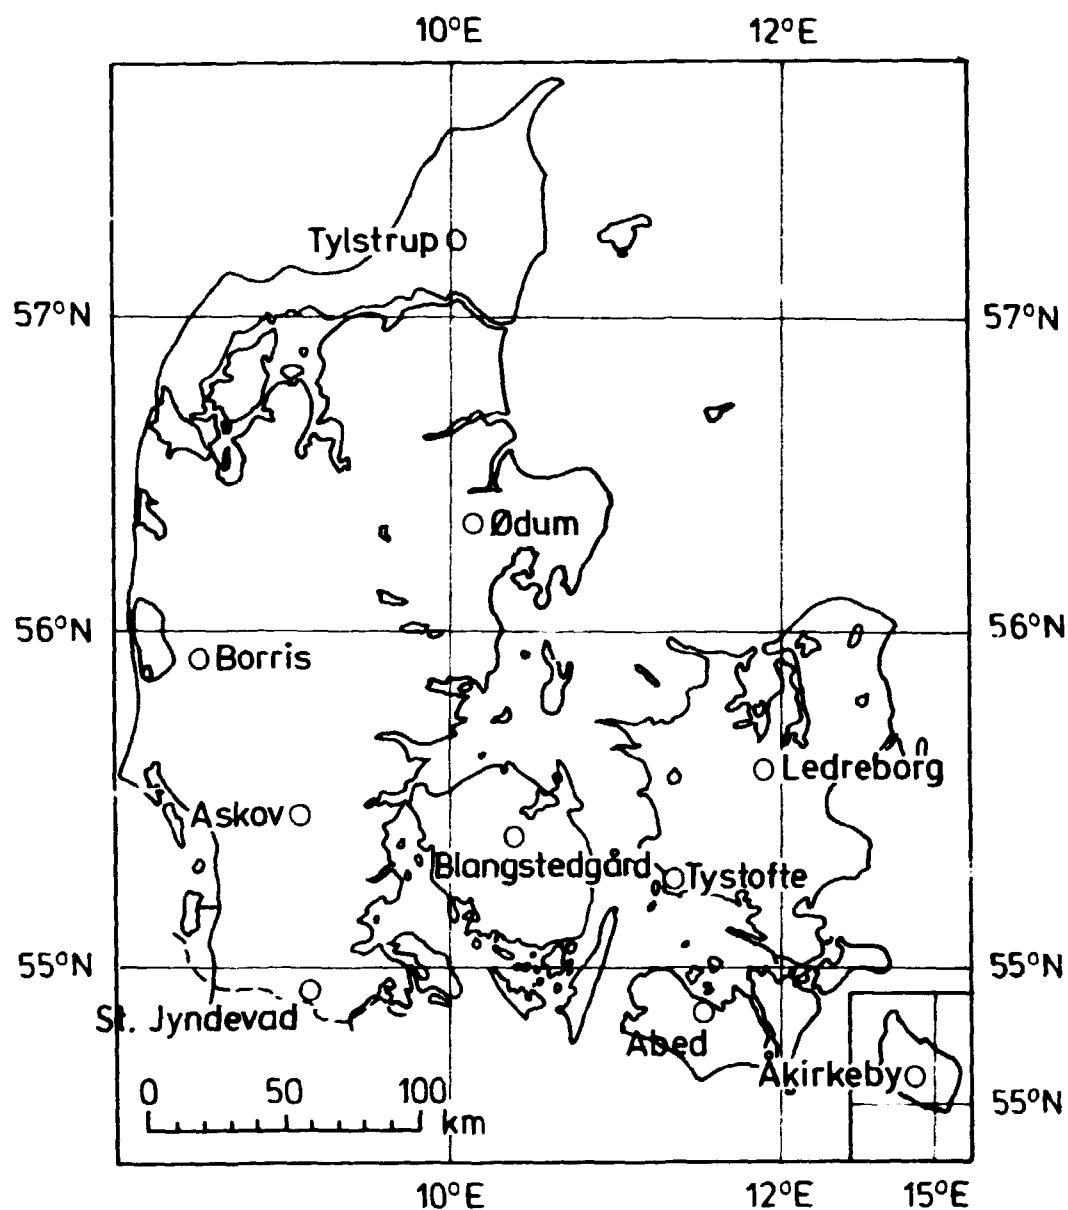 10°E 12°E
Tylstrup
57°N 57°N
Ødum
56°N 56°N
Borris
Ledreborg
Askov
Blangstedgård
Tystofte
55°N 55°N
St. Jyndevad
Abed
Åkirkeby
0 50 100
km
55°N
10°E 12°E 15°E